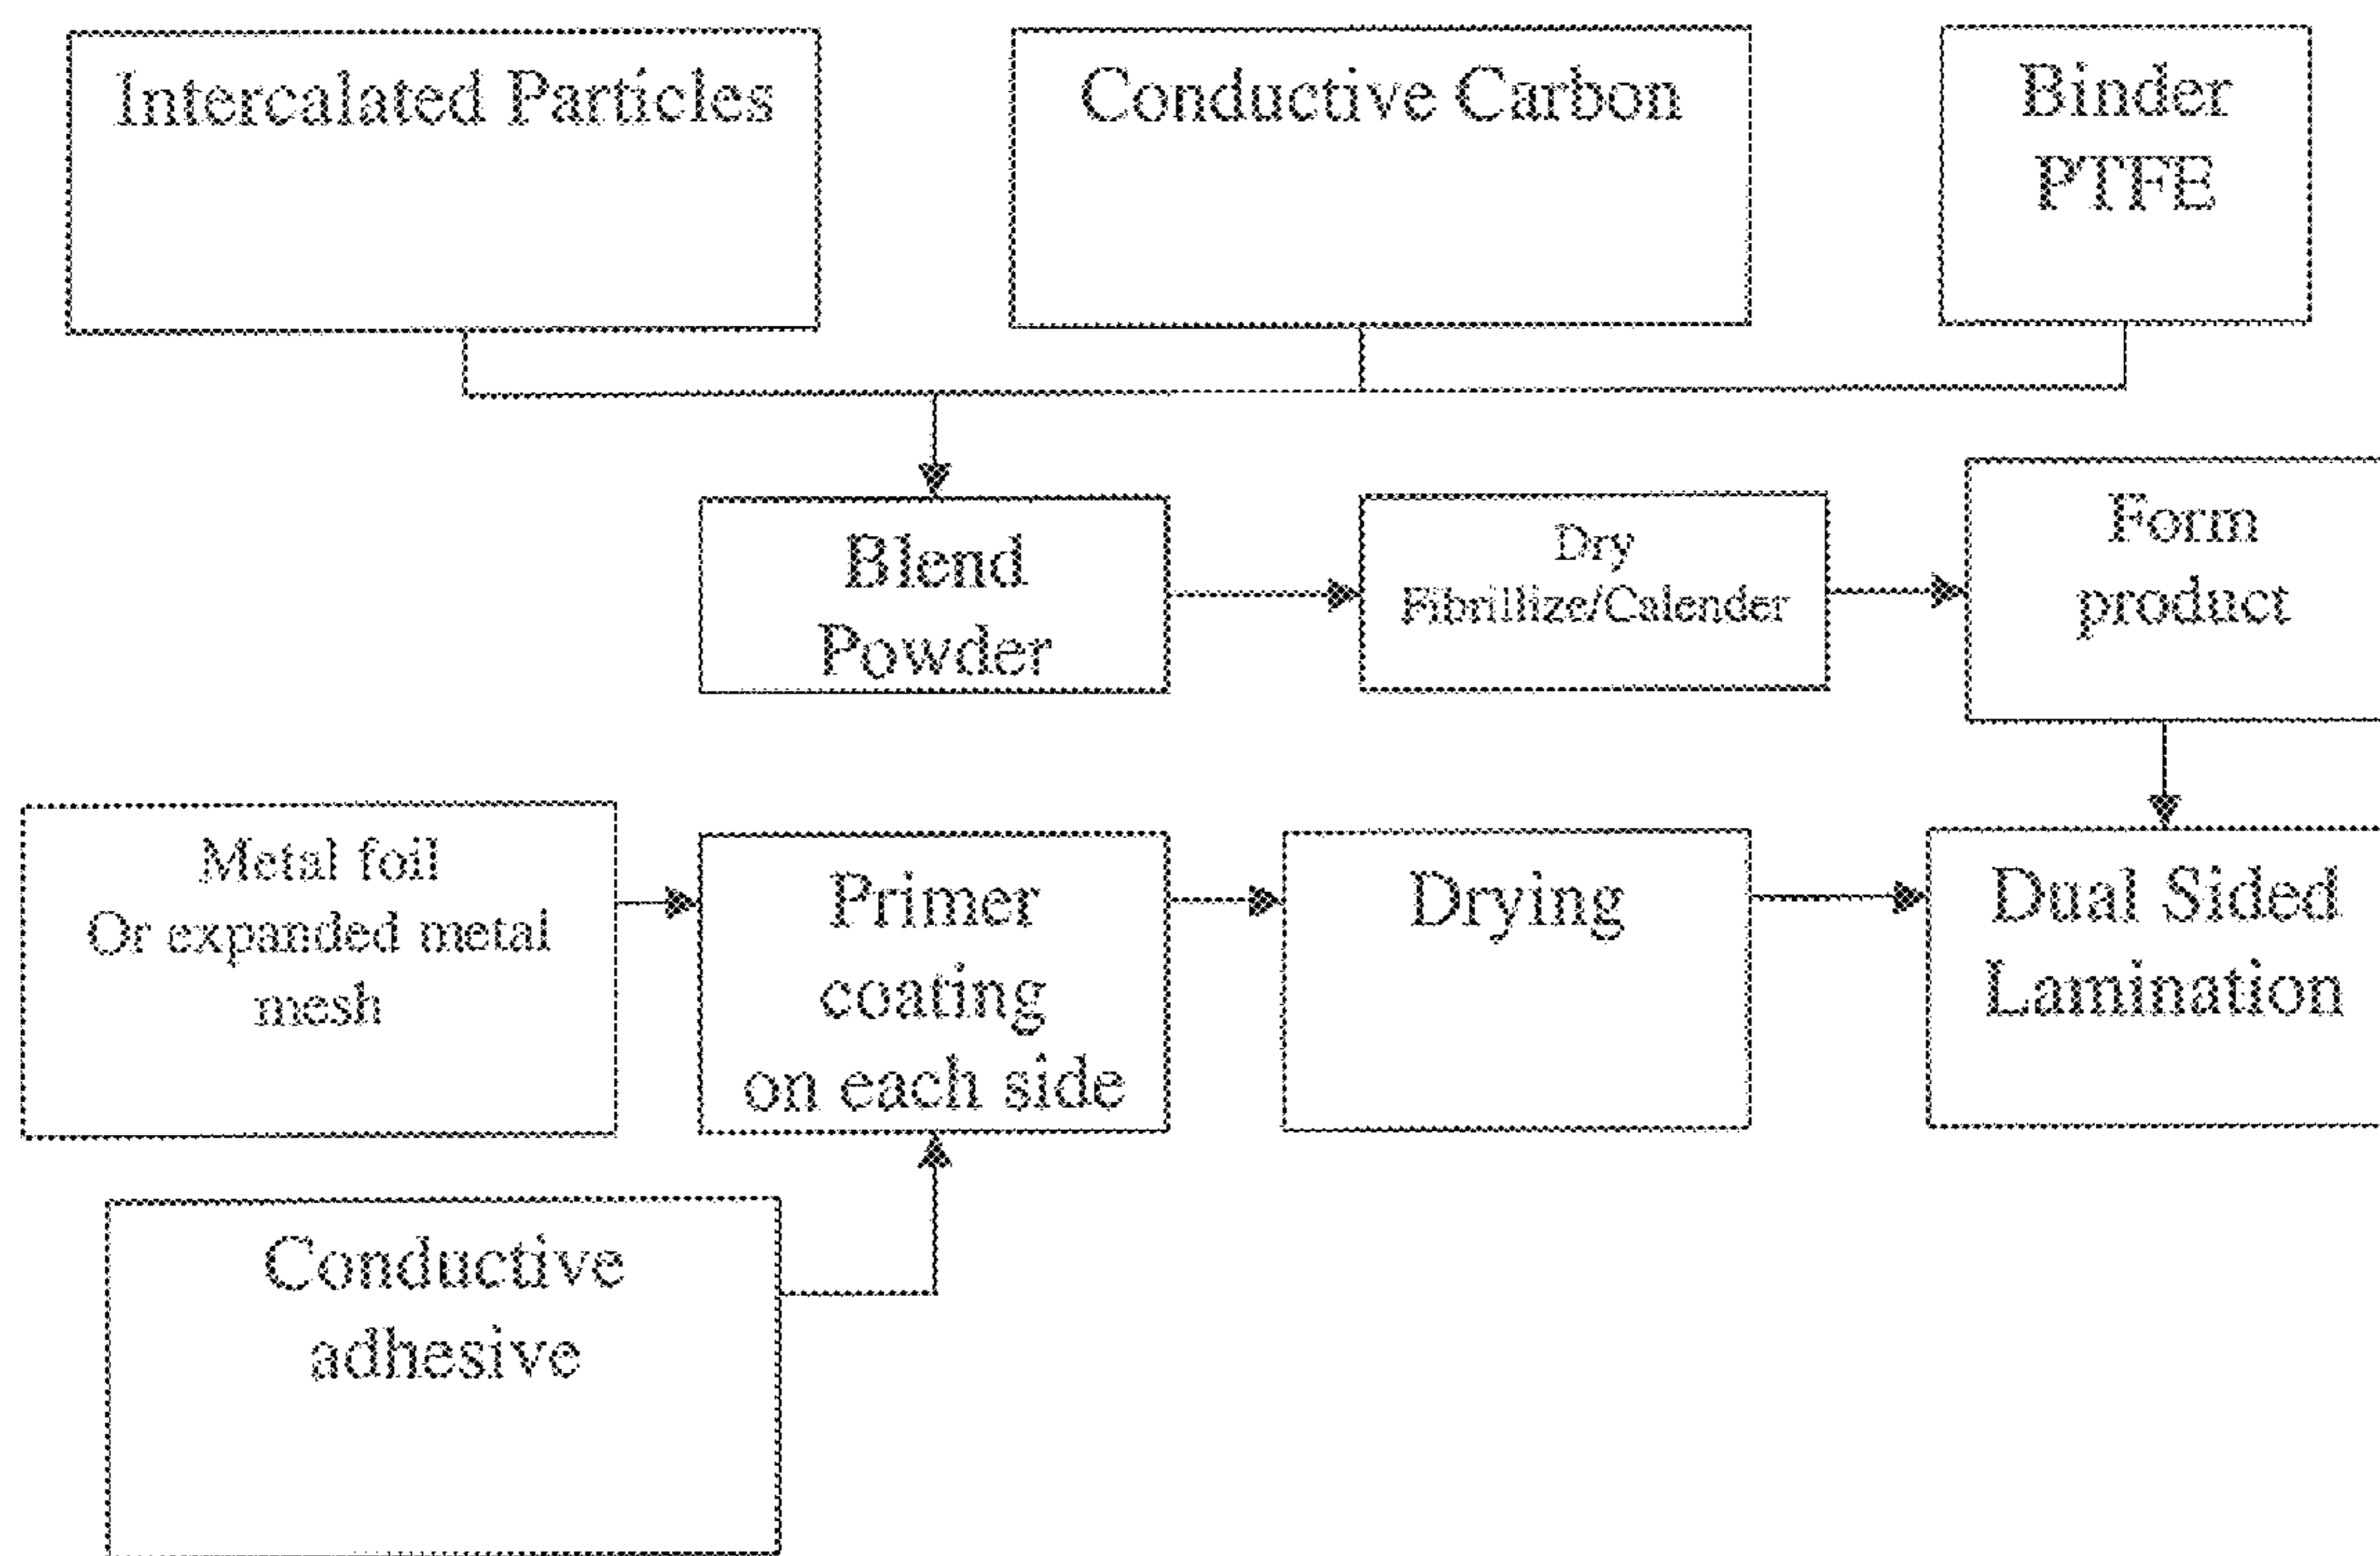 Intercalated Particles
Conductive Carbon
Binder
PTFE
Blend
Powder
Dry
Fibrillize/Calender
Form
product
Metal foil
Or expanded metal
mesh
Primer
coating
on each side
Drying
Dual Sided
Lamination
Conductive
adhesive